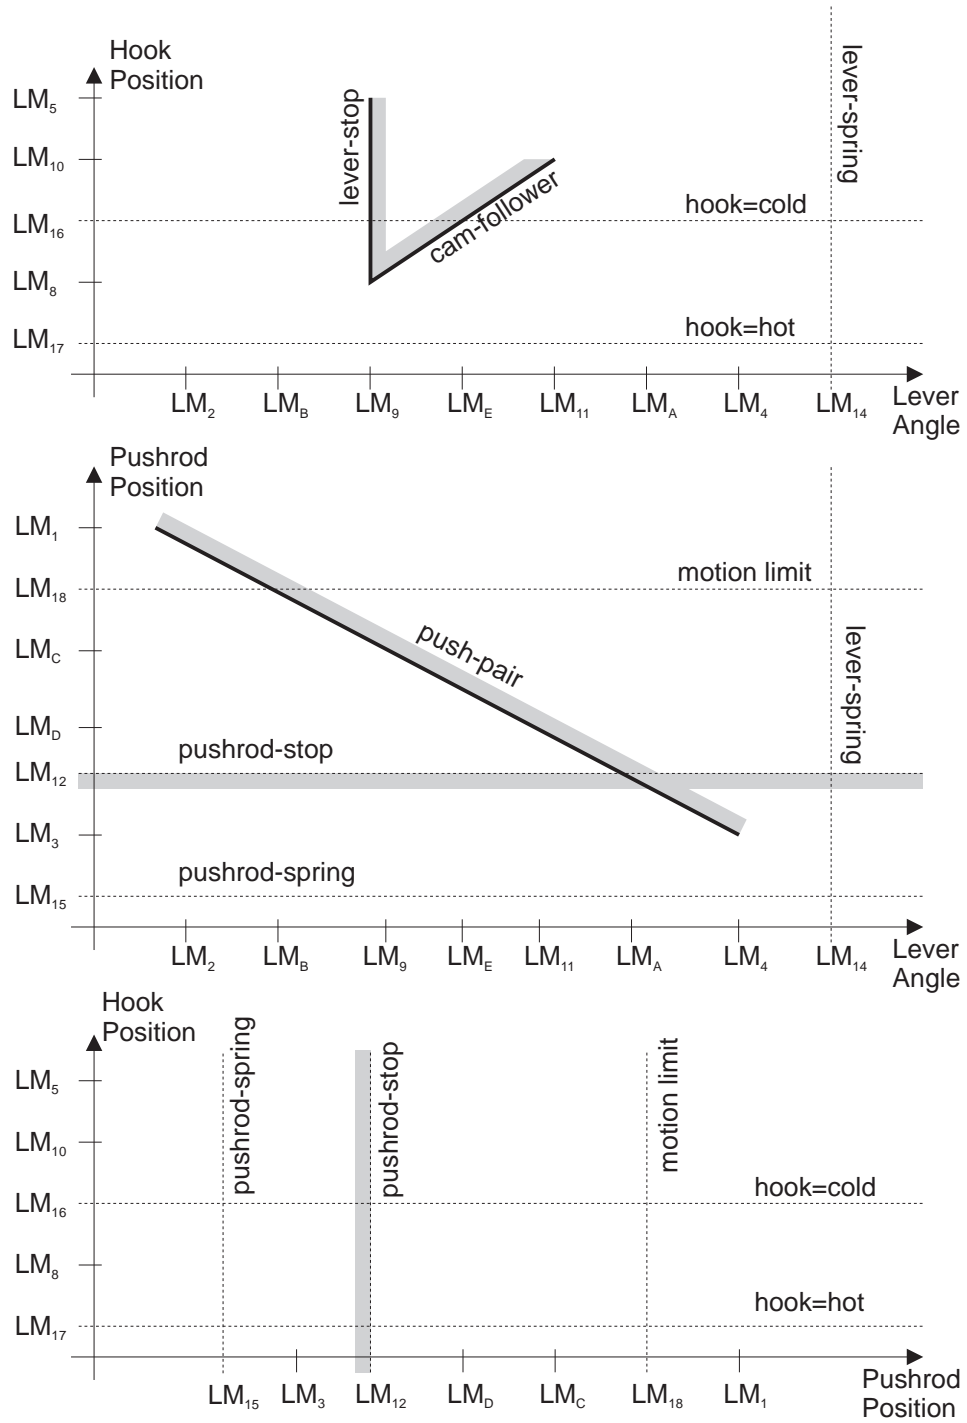 Hook
Position
LM5
lever-stop
lever-spring
LM10
cam-follower
hook=cold
LM16
LM8
hook=hot
LM17
LM2 LMB LM9 LME LM11 LMA LM4 LM14 Lever
Angle
Pushrod
Position
LM1
motion limit
LM18
push-pair
lever-spring
LMC
LMD
pushrod-stop
LM12
LM3
pushrod-spring
LM15
LM2 LMB LM9 LME LM11 LMA LM4 LM14 Lever
Angle
Hook
Position
pushrod-spring
pushrod-stop
motion limit
LM5
LM10
hook=cold
LM16
LM8
hook=hot
LM17
LM15 LM3 LM12 LMD LMC LM18 LM1 Pushrod
Position